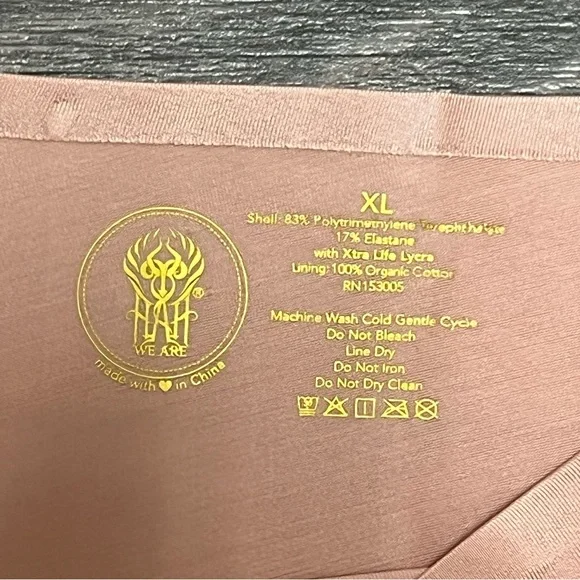 XL
Shell: 83% Polytrimethylene Terephthalate
17% Elastane
with Xtra Life Lycra
Lining: 100% Organic Cotton
RN153005
Machine Wash Cold Gentle Cycle
Do Not Bleach
Line Dry
Do Not Iron
Do Not Dry Clean
®
WE ARE
made with ♥ in China